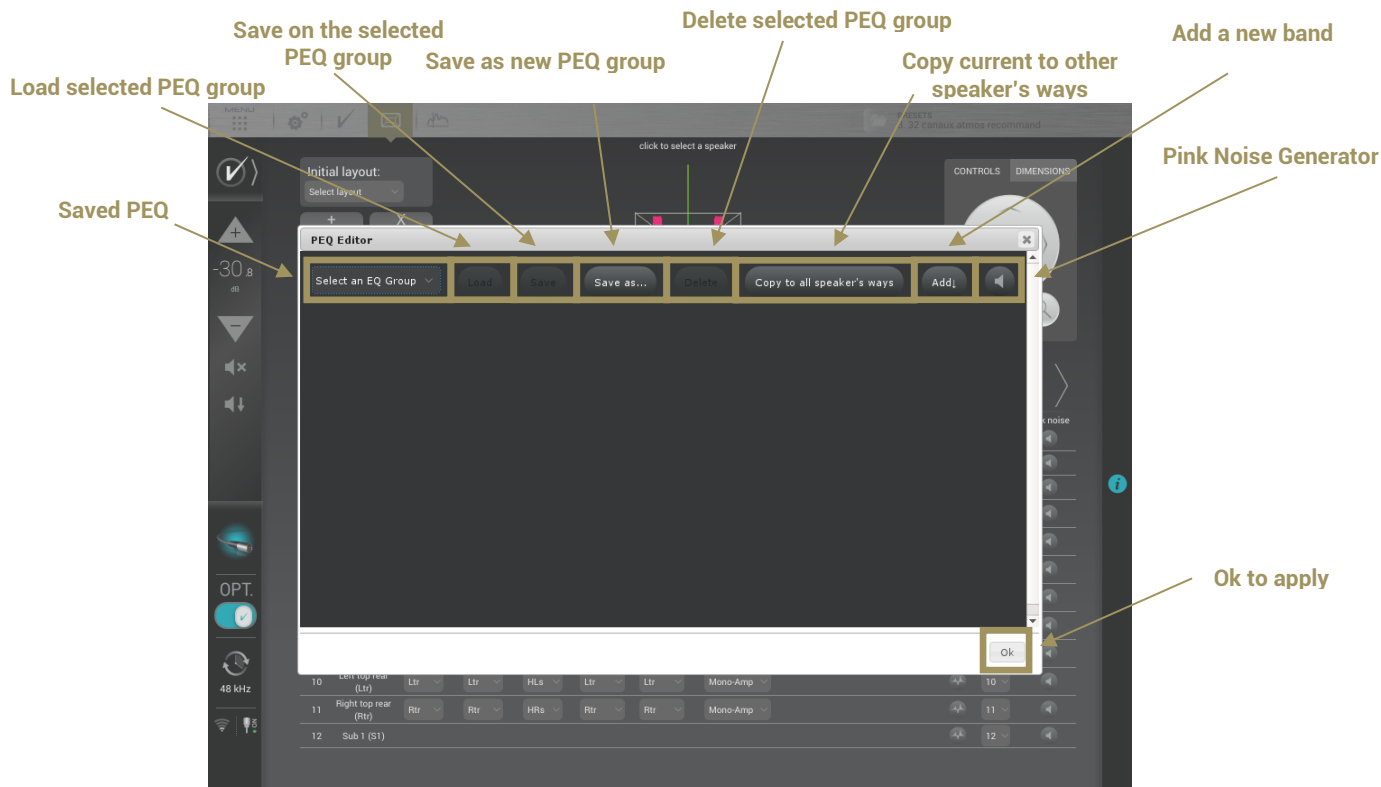 Save on the selected
PEQ group
Delete selected PEQ group
Add a new band
Save as new PEQ group
Copy current to other
speaker's ways
Load selected PEQ group
Pink Noise Generator
Saved PEQ
Ok to apply
MENU
PRESETS
2. 32 canaux atmos recommand
click to select a speaker
Initial layout:
Select layout
+ X
CONTROLS DIMENSIONS
+
-30.8
dB
PEQ Editor
Select an EQ Group Load Save Save as... Delete Copy to all speaker's ways Add↓
noise
i
OPT.
48 kHz
ON
Ok
10 Left top rear (Ltr) Ltr Ltr HLs Ltr Ltr Mono-Amp 10
11 Right top rear (Rtr) Rtr Rtr HRs Rtr Rtr Mono-Amp 11
12 Sub 1 (S1) 12